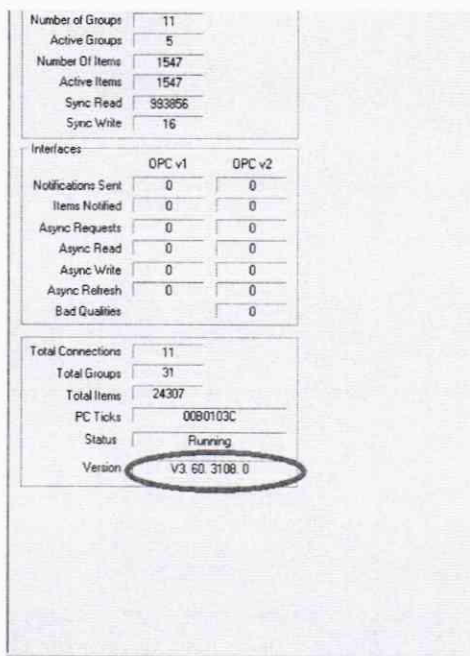 Number of Groups 11
Active Groups 5
Number Of Items 1547
Active Items 1547
Sync Read 993856
Sync Write 16
Interfaces
OPC v1 OPC v2
Notifications Sent 0 0
Items Notified 0 0
Async Requests 0 0
Async Read 0 0
Async Write 0 0
Async Refresh 0 0
Bad Qualities 0
Total Connections 11
Total Groups 31
Total Items 24307
PC Ticks 00B0103C
Status Running
Version V3. 60. 3108. 0